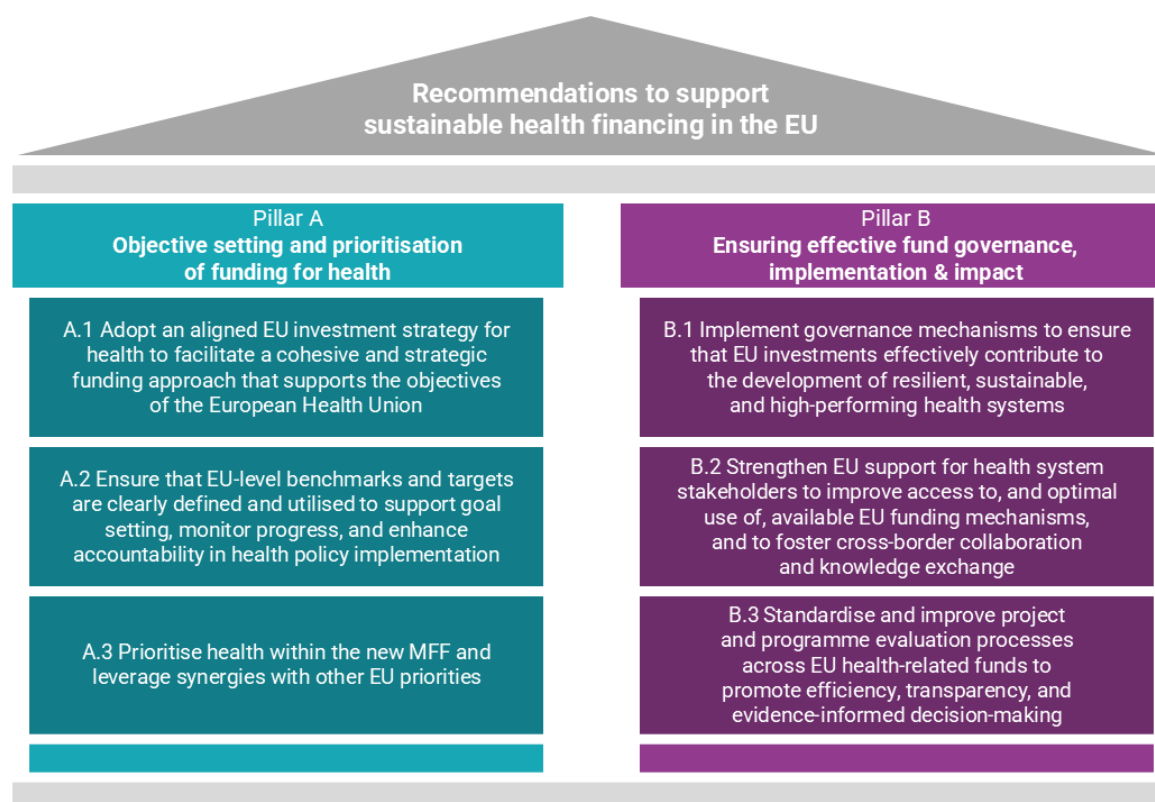 Recommendations to support
sustainable health financing in the EU
Pillar A
Objective setting and prioritisation
of funding for health
A.1 Adopt an aligned EU investment strategy for
health to facilitate a cohesive and strategic
funding approach that supports the objectives
of the European Health Union
A.2 Ensure that EU-level benchmarks and targets
are clearly defined and utilised to support goal
setting, monitor progress, and enhance
accountability in health policy implementation
A.3 Prioritise health within the new MFF and
leverage synergies with other EU priorities
Pillar B
Ensuring effective fund governance,
implementation & impact
B.1 Implement governance mechanisms to ensure
that EU investments effectively contribute to
the development of resilient, sustainable,
and high-performing health systems
B.2 Strengthen EU support for health system
stakeholders to improve access to, and optimal
use of, available EU funding mechanisms,
and to foster cross-border collaboration
and knowledge exchange
B.3 Standardise and improve project
and programme evaluation processes
across EU health-related funds to
promote efficiency, transparency, and
evidence-informed decision-making